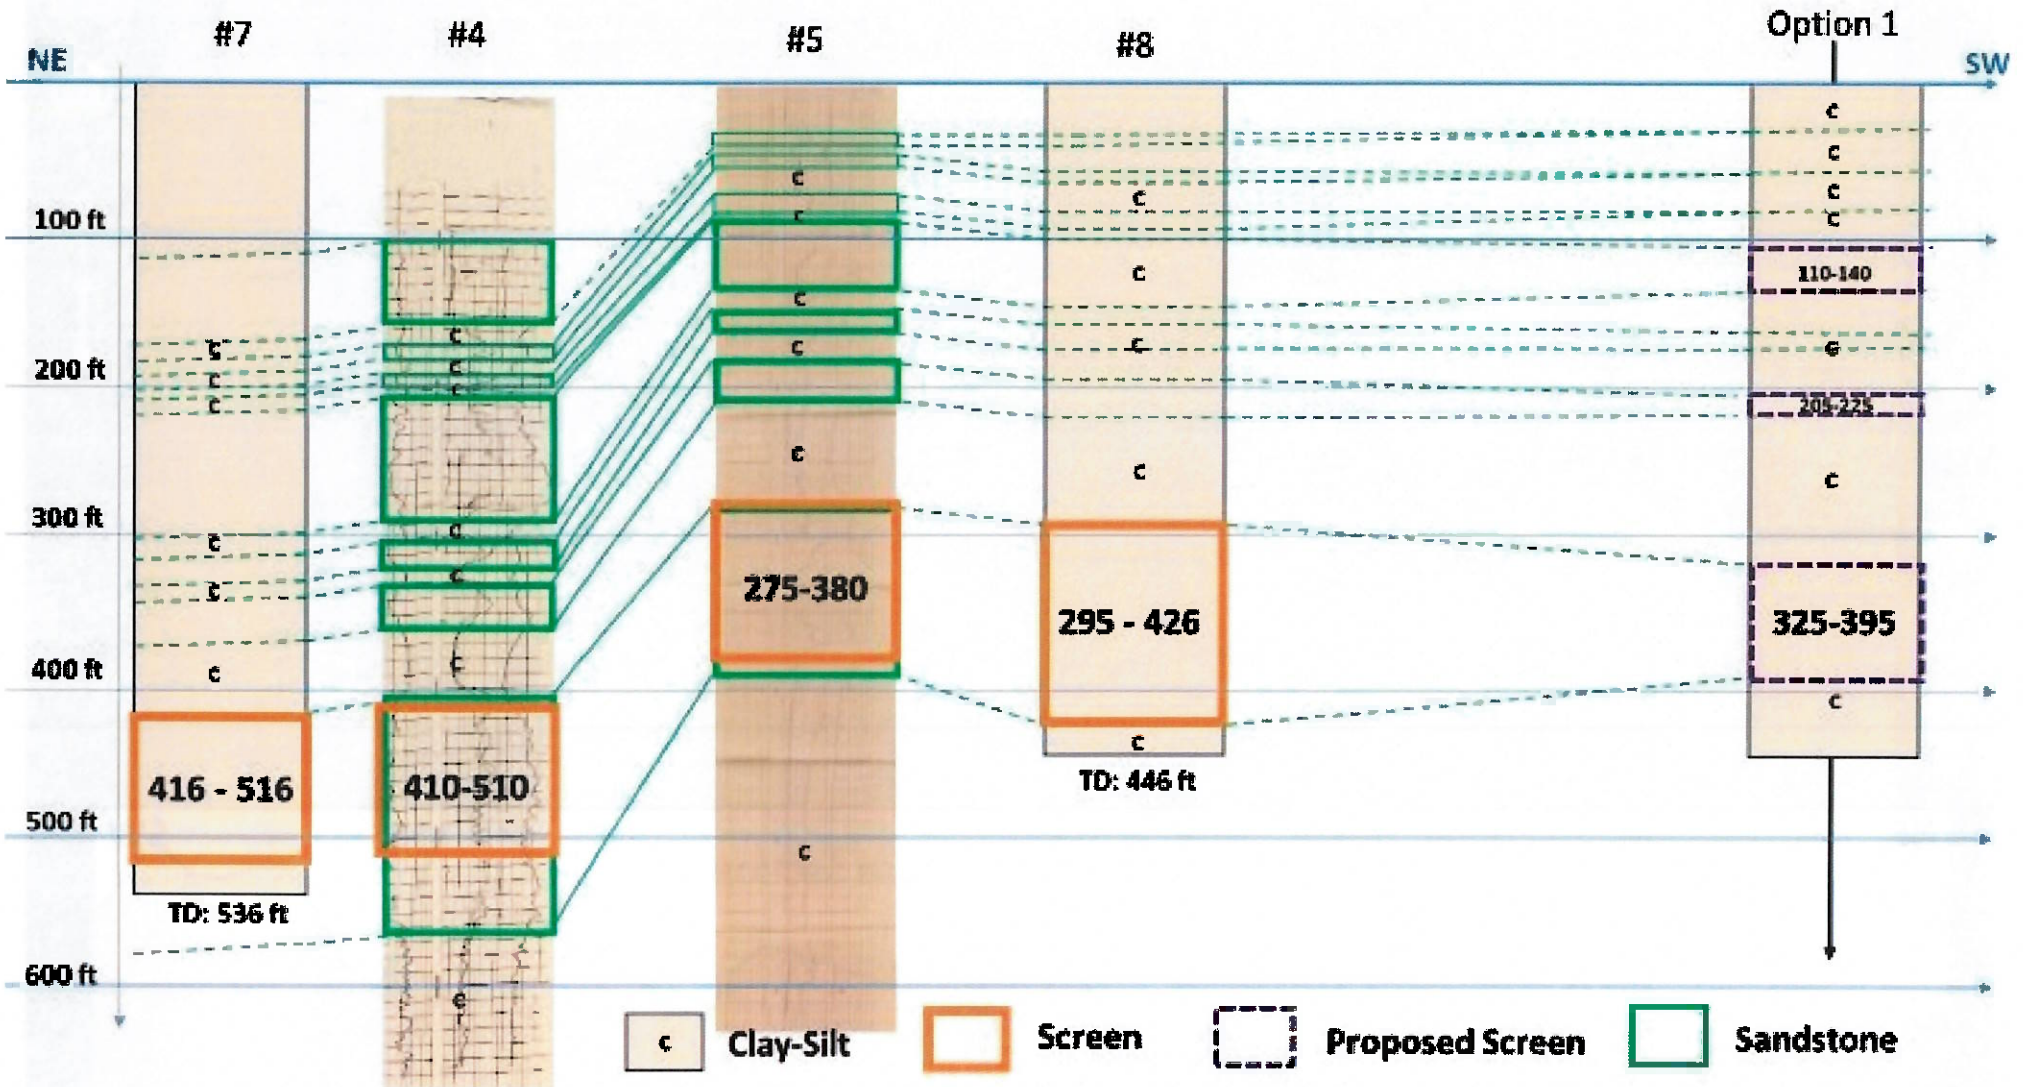 #7 #4 #5 #8 Option 1
NE SW
c
c
c
c c
c c
100 ft
c 110-140
c
c
c c c c G
200 ft c
c c
c 205-225
c
c c
c
300 ft
c
c
c
c
275-380
295 - 426 325-395
400 ft c
c
c
c
TD: 446 ft
416 - 516 410-510
500 ft
c
TD: 536 ft
600 ft
c
c Clay-Silt Screen Proposed Screen Sandstone